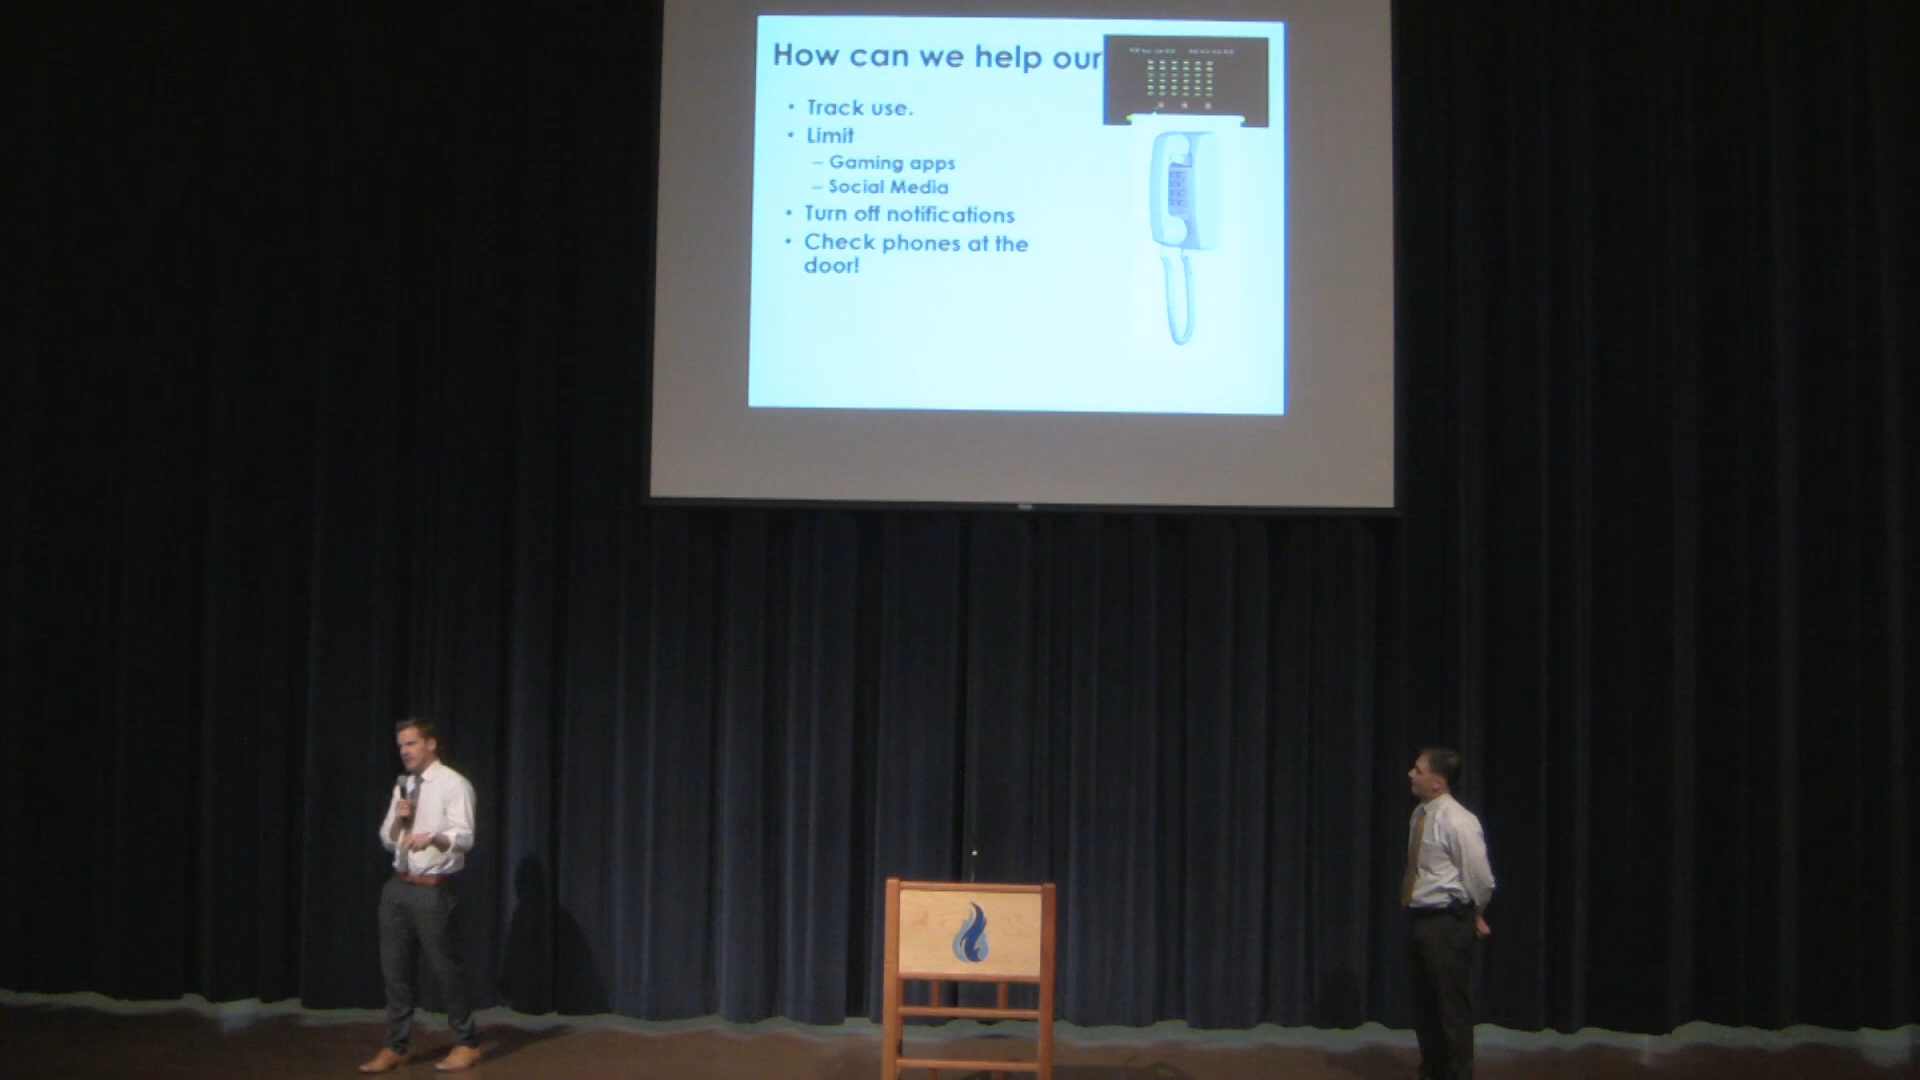 How can we help our
• Track use.
• Limit
– Gaming apps
– Social Media
• Turn off notifications
• Check phones at the
door!